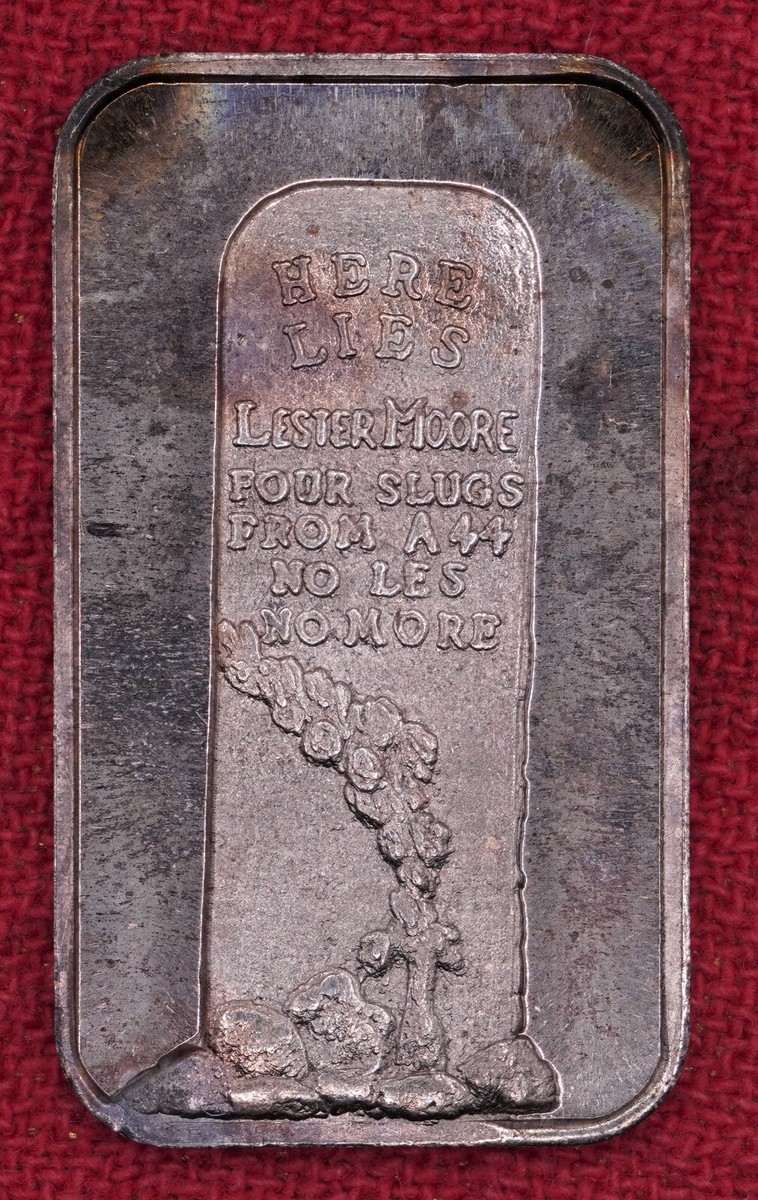 HERE
LIES
LESTER MOORE
FOUR SLUGS
FROM A 44
NO LES
NO MORE